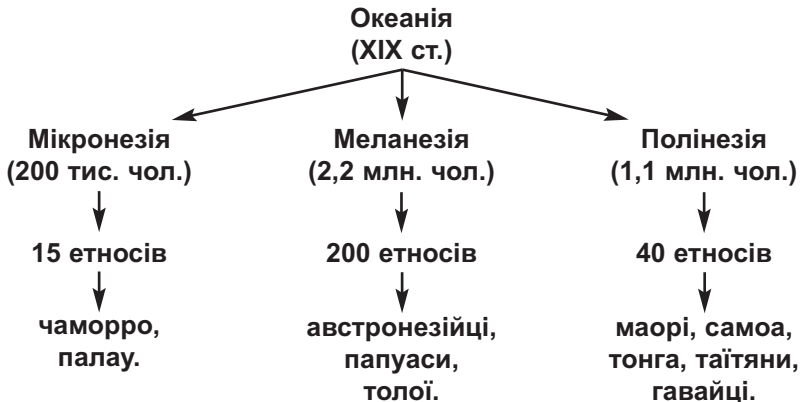 Океанія
(XIX ст.)
Мікронезія
(200 тис. чол.)
Меланезія
(2,2 млн. чол.)
Полінезія
(1,1 млн. чол.)
15 етносів
200 етносів
40 етносів
чаморро,
палау.
австронезійці,
папуаси,
толої.
маорі, самоа,
тонга, таїтяни,
гавайці.